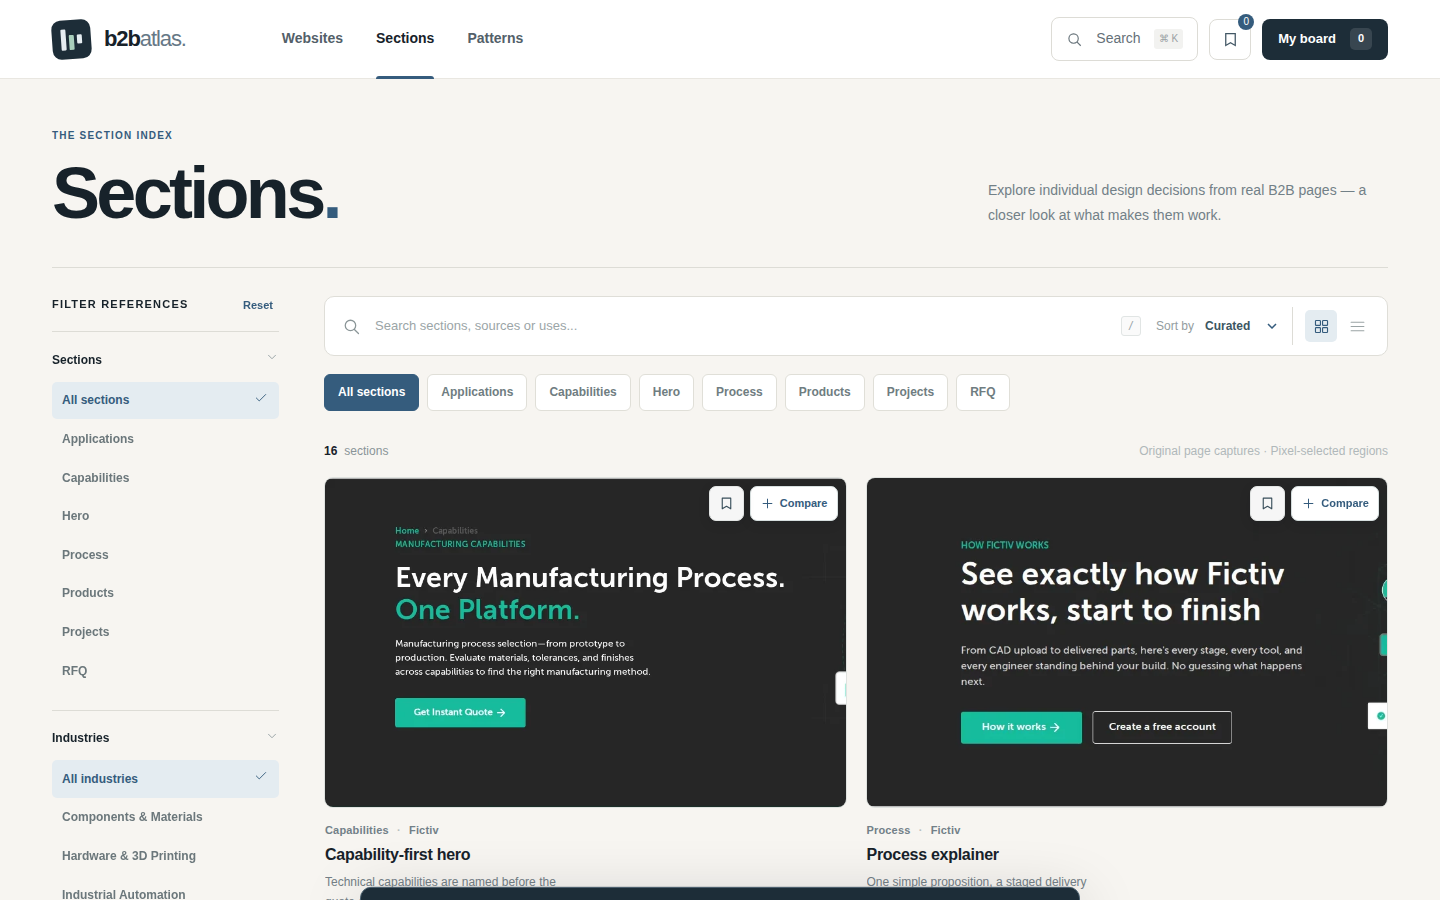 b2batlas.
Websites
Sections
Patterns
Search
⌘ K
0
My board
0
THE SECTION INDEX
Sections.
Explore individual design decisions from real B2B pages — a
closer look at what makes them work.
FILTER REFERENCES
Reset
Sections
All sections
Applications
Capabilities
Hero
Process
Products
Projects
RFQ
Industries
All industries
Components & Materials
Hardware & 3D Printing
Industrial Automation
Search sections, sources or uses...
/
Sort by
Curated
All sections
Applications
Capabilities
Hero
Process
Products
Projects
RFQ
16 sections
Original page captures · Pixel-selected regions
Compare
Home › Capabilities
MANUFACTURING CAPABILITIES
Every Manufacturing Process.
One Platform.
Manufacturing process selection—from prototype to
production. Evaluate materials, tolerances, and finishes
across capabilities to find the right manufacturing method.
Get Instant Quote →
Capabilities · Fictiv
Capability-first hero
Technical capabilities are named before the
Compare
HOW FICTIV WORKS
See exactly how Fictiv
works, start to finish
From CAD upload to delivered parts, here's every stage, every tool, and
every engineer standing behind your build. No guessing what happens
next.
How it works →
Create a free account
Process · Fictiv
Process explainer
One simple proposition, a staged delivery